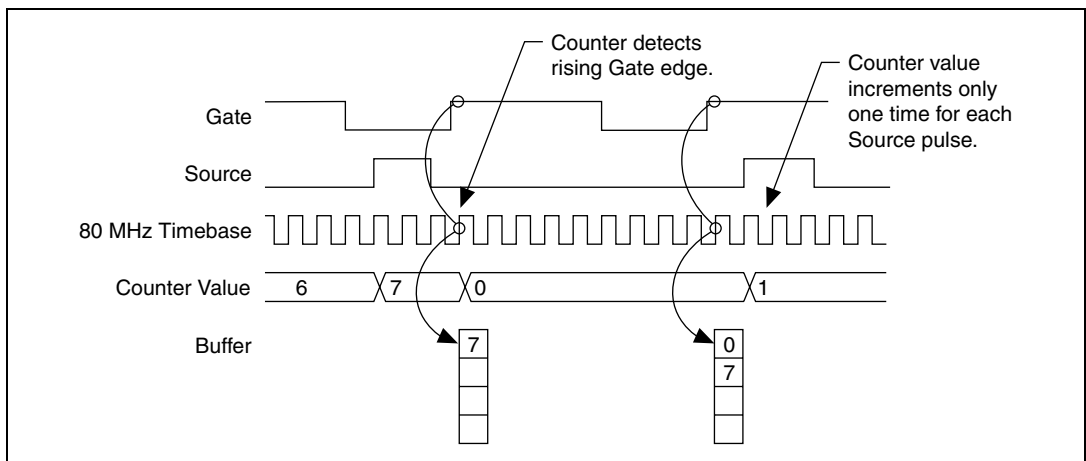 Counter detects
rising Gate edge.
Counter value
increments only
one time for each
Source pulse.
Gate
Source
80 MHz Timebase
Counter Value 6 7 0 1
Buffer 7 0
7